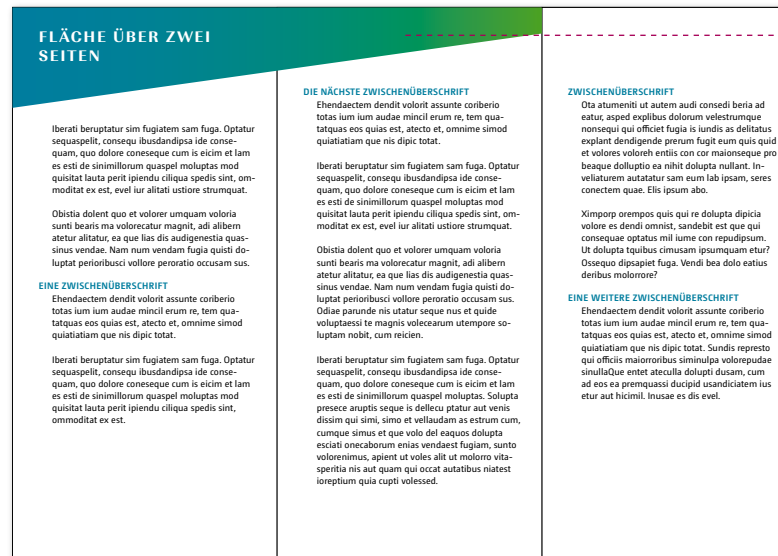 FLÄCHE ÜBER ZWEI
SEITEN
Iberati beruptatur sim fugiatem sam fuga. Optatur
sequaspelit, consequ ibusdandipsa ide conse-
quam, quo dolore coneseque cum is eicim et lam
es esti de sinimillorum quaspel moluptas mod
quisitat lauta perit ipiendu ciliqua spedis sint, om-
moditat ex est, evel iur alitati ustiore strumquat.
Obistia dolent quo et volorer umquam voloria
sunti bearis ma volorecatur magnit, adi alibern
atetur alitatur, ea que lias dis audigenestia quas-
sinus vendae. Nam num vendam fugia quisti do-
luptat perioribusci vollore peroratio occusam sus.
EINE ZWISCHENÜBERSCHRIFT
Ehendaectem dendit volorit assunte coriberio
totas ium ium audae mincil erum re, tem qua-
tatquas eos quias est, atecto et, omnime simod
quiatiatiam que nis dipic totat.
Iberati beruptatur sim fugiatem sam fuga. Optatur
sequaspelit, consequ ibusdandipsa ide conse-
quam, quo dolore coneseque cum is eicim et lam
es esti de sinimillorum quaspel moluptas mod
quisitat lauta perit ipiendu ciliqua spedis sint,
ommoditat ex est.
DIE NÄCHSTE ZWISCHENÜBERSCHRIFT
Ehendaectem dendit volorit assunte coriberio
totas ium ium audae mincil erum re, tem qua-
tatquas eos quias est, atecto et, omnime simod
quiatiatiam que nis dipic totat.
Iberati beruptatur sim fugiatem sam fuga. Optatur
sequaspelit, consequ ibusdandipsa ide conse-
quam, quo dolore coneseque cum is eicim et lam
es esti de sinimillorum quaspel moluptas mod
quisitat lauta perit ipiendu ciliqua spedis sint, om-
moditat ex est, evel iur alitati ustiore strumquat.
Obistia dolent quo et volorer umquam voloria
sunti bearis ma volorecatur magnit, adi alibern
atetur alitatur, ea que lias dis audigenestia quas-
sinus vendae. Nam num vendam fugia quisti do-
luptat perioribusci vollore peroratio occusam sus.
Odiae parunde nis utatur seque nus et quide
voluptaessi te magnis volecearum utempore so-
luptam nobit, cum reicien.
Iberati beruptatur sim fugiatem sam fuga. Optatur
sequaspelit, consequ ibusdandipsa ide conse-
quam, quo dolore coneseque cum is eicim et lam
es esti de sinimillorum quaspel moluptas. Solupta
presece aruptis seque is dellecu ptatur aut venis
dissim qui simi, simo et vellaudam as estrum cum,
cumque simus et que volo del eaquos dolupta
esciati onecaborum enias vendaest fugiam, sunto
volorenimus, apient ut voles alit ut molorro vita-
speritia nis aut quam qui occat autatibus niatest
ioreptium quia cupti volessed.
ZWISCHENÜBERSCHRIFT
Ota atumeniti ut autem audi consedi beria ad
eatur, asped explibus dolorum velestrumque
nonsequi qui officiet fugia is iundis as delitatus
explant dendigende prerum fugit eum quis quid
et volores voloreh entiis con cor maionseque pro
beaque dolluptio ea nihit dolupta nullant. In-
veliaturem autatatur sam eum lab ipsam, seres
conectem quae. Elis ipsum abo.
Ximporp orempos quis qui re dolupta dipicia
volore es dendi omnist, sandebit est que qui
consequae optatus mil iume con repudipsum.
Ut dolupta tquibus cimusam ipsumquam etur?
Ossequo dipsapiet fuga. Vendi bea dolo eatius
deribus molorrore?
EINE WEITERE ZWISCHENÜBERSCHRIFT
Ehendaectem dendit volorit assunte coriberio
totas ium ium audae mincil erum re, tem qua-
tatquas eos quias est, atecto et, omnime simod
quiatiatiam que nis dipic totat. Sundis represto
qui officiis maiorroribus siminulpa volorepudae
sinullaQue entet ateculla dolupti dusam, cum
ad eos ea premquassi ducipid usandiciatem ius
etur aut hicimil. Inusae es dis evel.